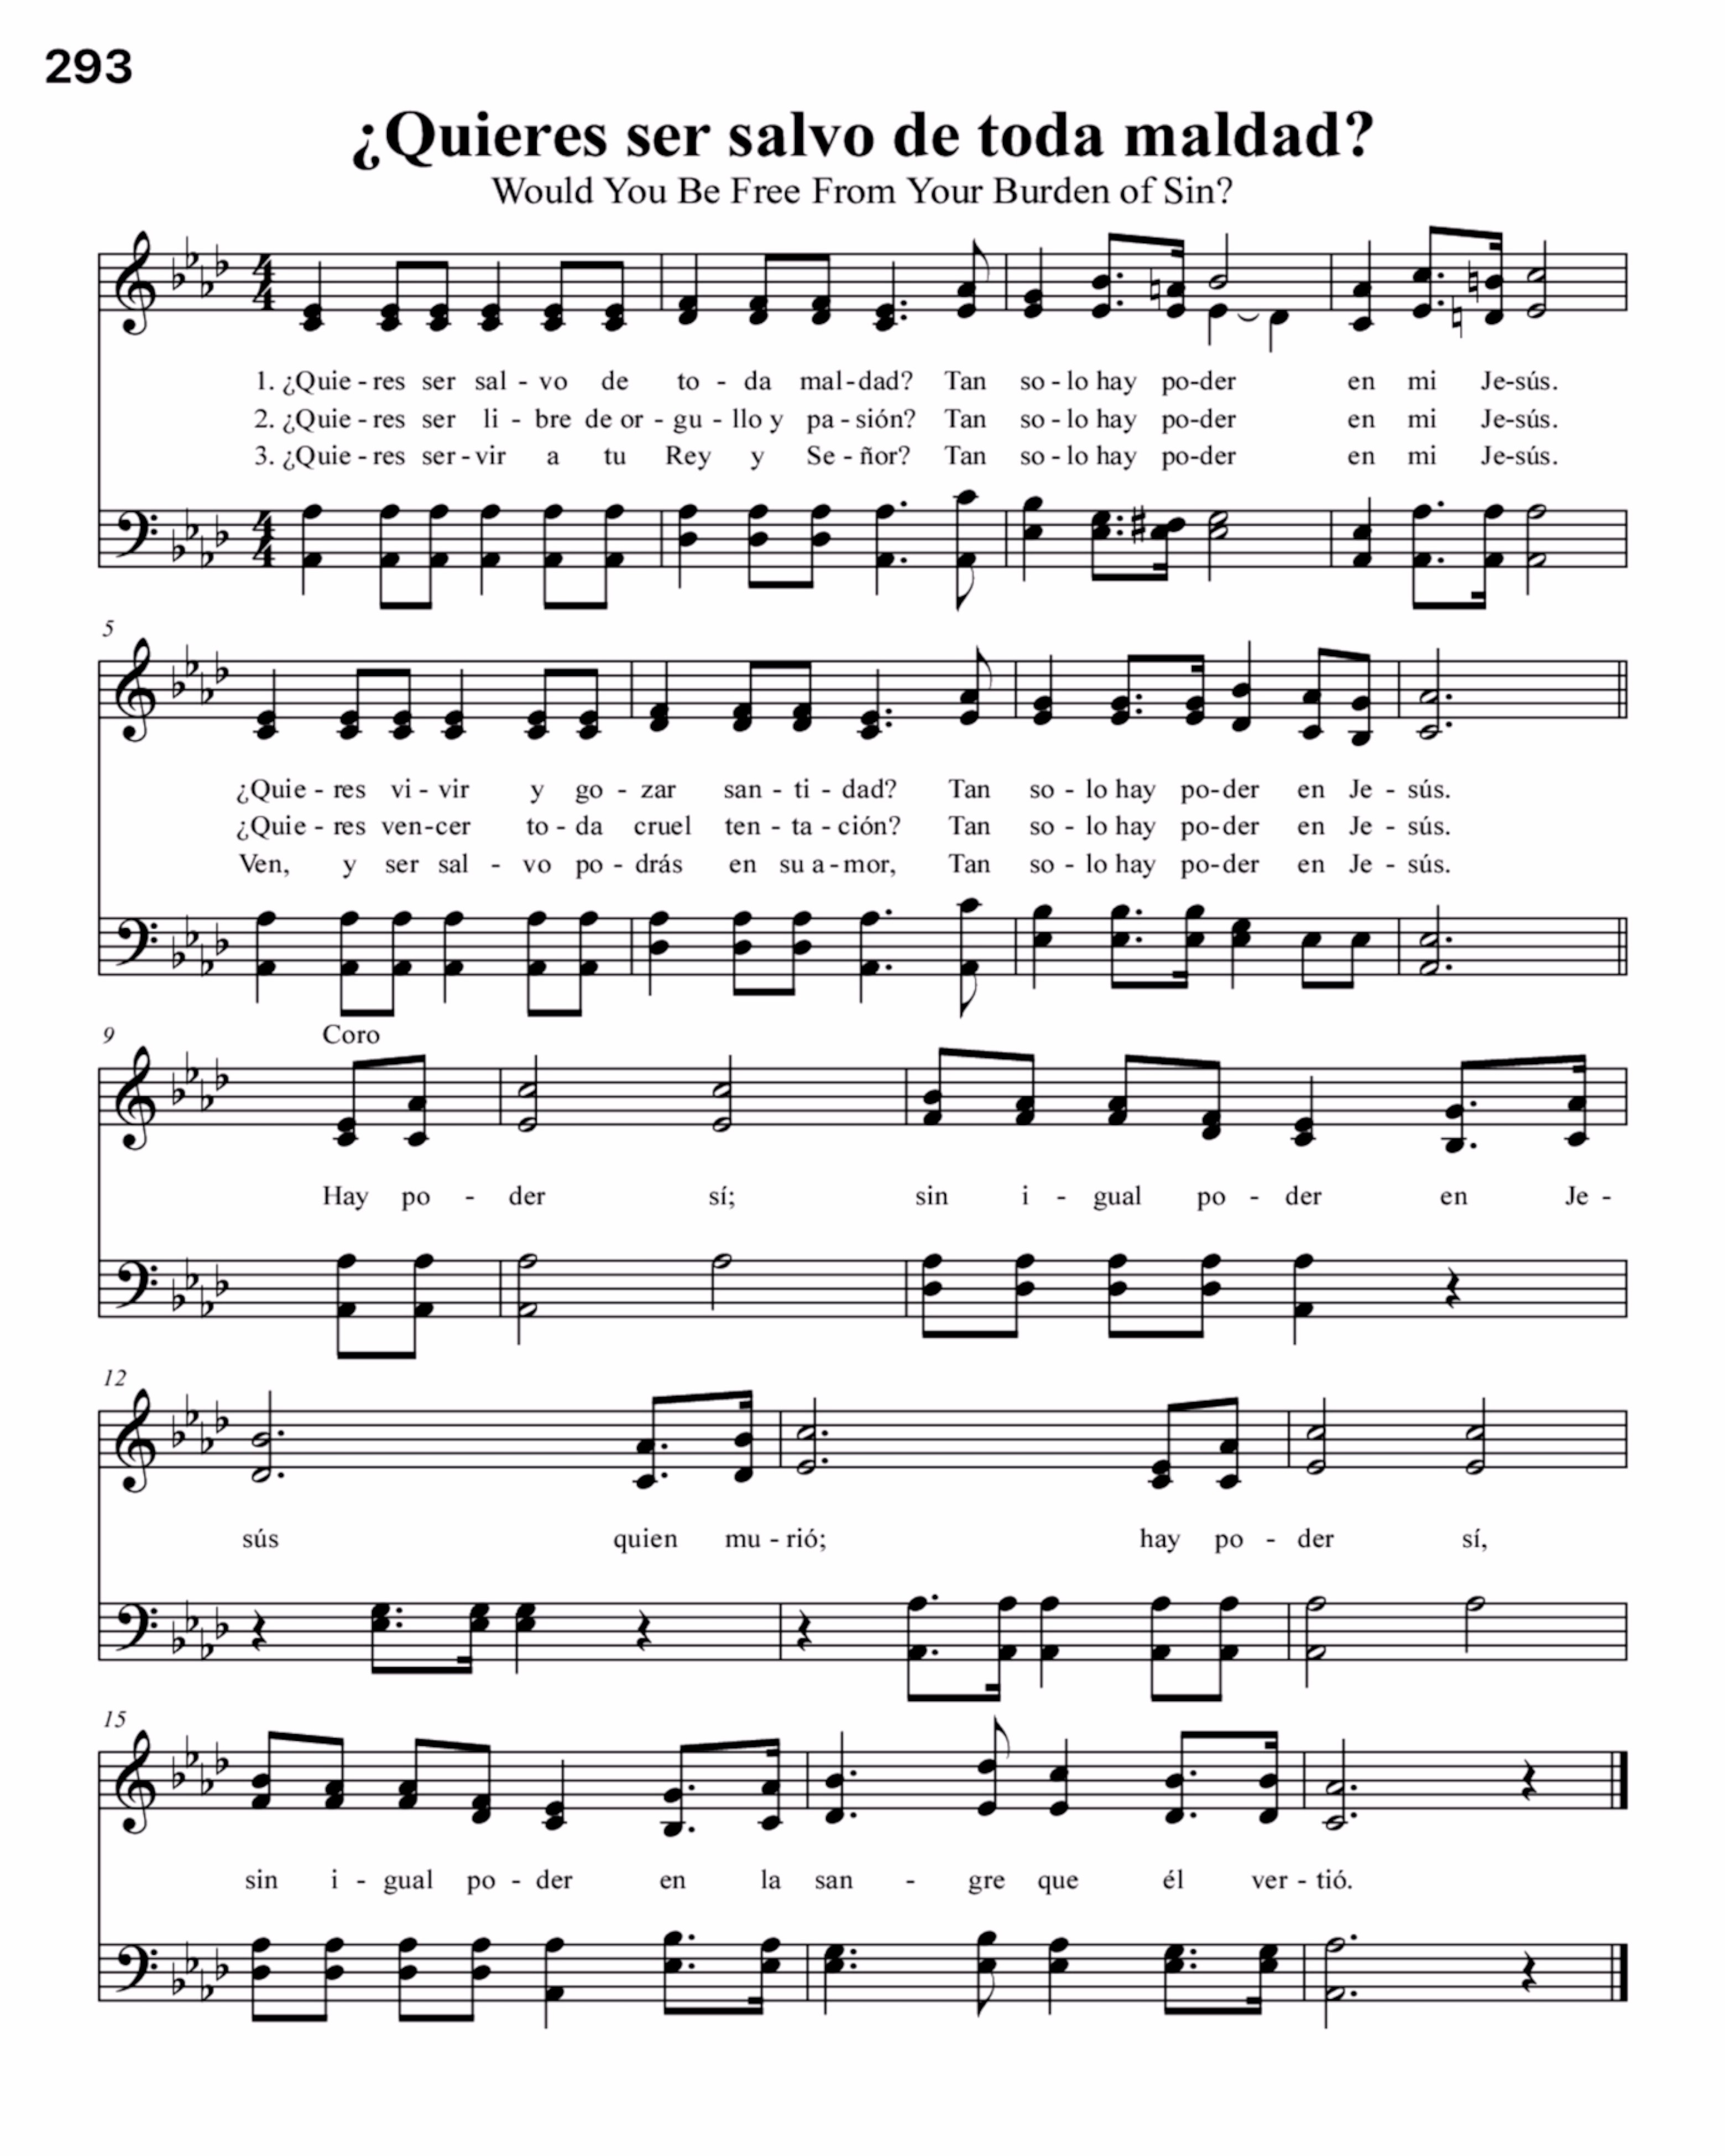 293
¿Quieres ser salvo de toda maldad?
Would You Be Free From Your Burden of Sin?
1. ¿Quie - res ser sal - vo de to - da mal - dad? Tan so - lo hay po - der en mi Je - sús.
2. ¿Quie - res ser li - bre de or - gu - llo y pa - sión? Tan so - lo hay po - der en mi Je - sús.
3. ¿Quie - res ser - vir a tu Rey y Se - ñor? Tan so - lo hay po - der en mi Je - sús.
5
¿Quie - res vi - vir y go - zar san - ti - dad? Tan so - lo hay po - der en Je - sús.
¿Quie - res ven - cer to - da cruel ten - ta - ción? Tan so - lo hay po - der en Je - sús.
Ven, y ser sal - vo po - drás en su a - mor, Tan so - lo hay po - der en Je - sús.
9
Coro
Hay po - der sí; sin i - gual po - der en Je -
12
sús quien mu - rió; hay po - der sí,
15
sin i - gual po - der en la san - gre que él ver - tió.